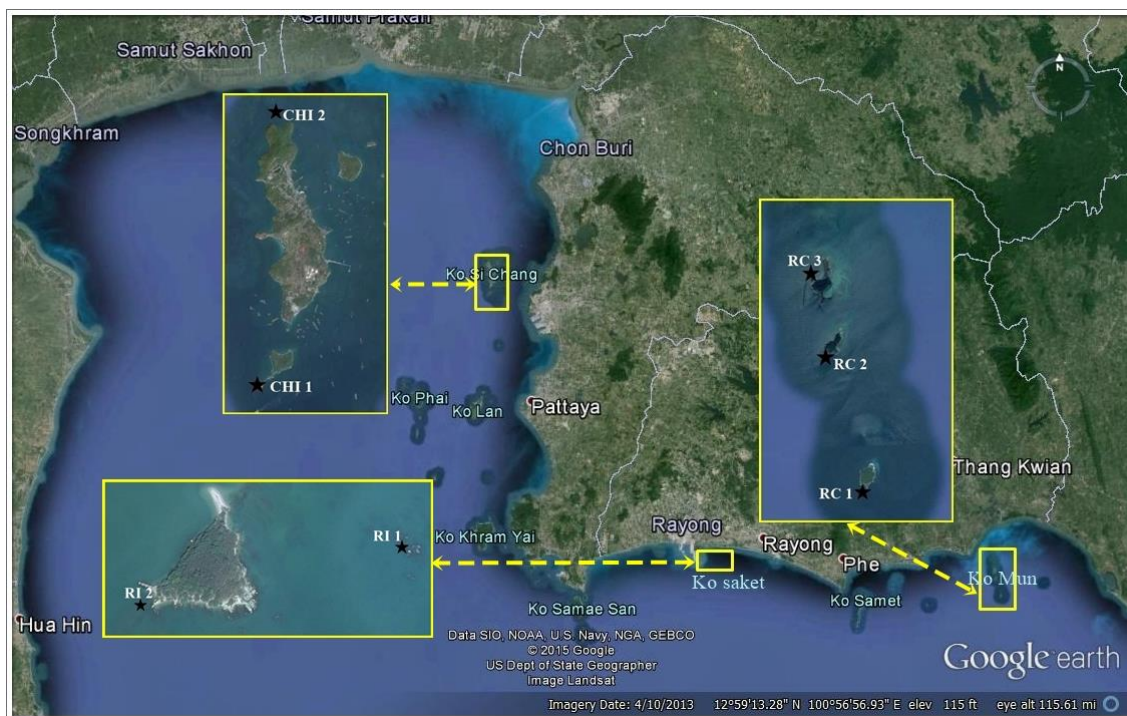 Samut Prakan
Samut Sakhon
Songkhram
CHI 2
Chon Buri
N
Ko Si Chang
RC 3
RC 2
CHI 1
Ko Phai
Ko Lan
Pattaya
Thang Kwian
RC 1
Rayong
RI 1
Ko Khram Yai
Rayong
Phe
Ko saket
Ko Mun
RI 2
Ko Samae San
Ko Samet
Hua Hin
Data SIO, NOAA, U.S. Navy, NGA, GEBCO
© 2015 Google
US Dept of State Geographer
Image Landsat
Google earth
Imagery Date: 4/10/2013 12°59'13.28" N 100°56'56.93" E elev 115 ft eye alt 115.61 mi